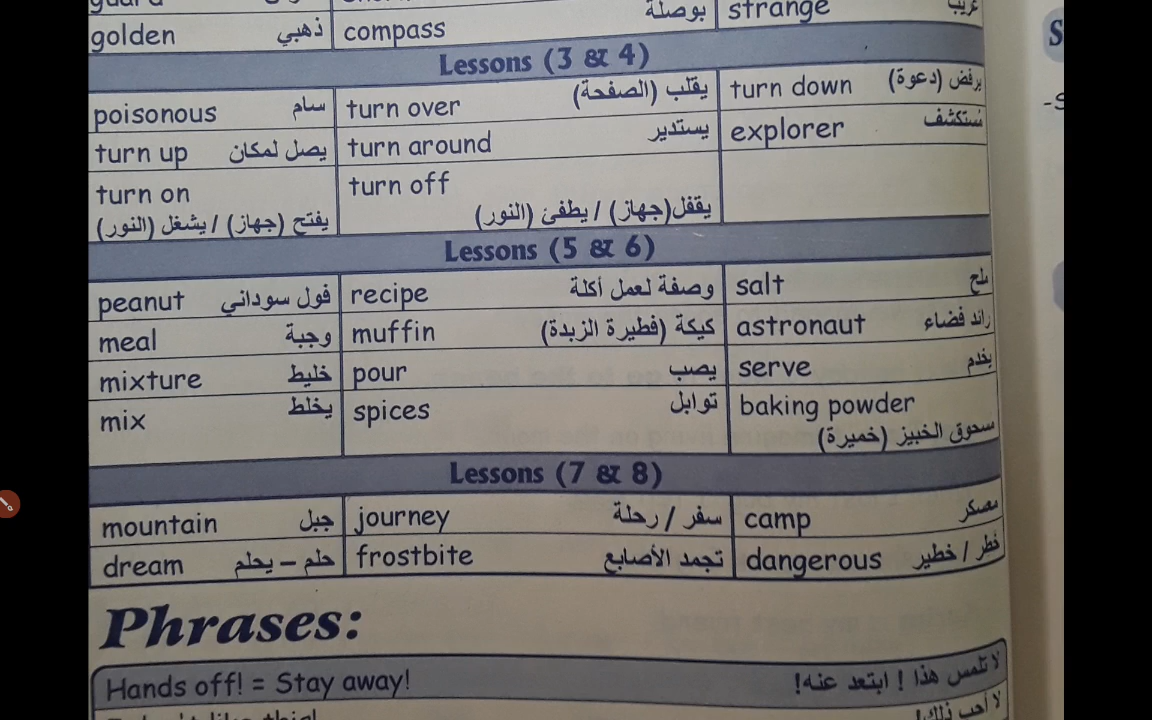 golden ذهبي compass بوصلة strange غريب
Lessons (3 & 4)
poisonous سام turn over يقلب (الصفحة) turn down يرفض (دعوة)
turn up يصل لمكان turn around يستدير explorer مُستكشف
turn on turn off
يفتح (جهاز) / يشغل (النور) يقفل(جهاز) / يطفئ (النور)
Lessons (5 & 6)
peanut فول سوداني recipe وصفة لعمل أكلة salt ملح
meal وجبة muffin كيكة (فطيرة الزبدة) astronaut رائد فضاء
mixture خليط pour يصب serve يخدم
mix يخلط spices توابل baking powder
مسحوق الخبيز (خميرة)
Lessons (7 & 8)
mountain جبل journey سفر / رحلة camp معسكر
dream حلم – يحلم frostbite تجمد الأصابع dangerous خطر / خطير
Phrases:
Hands off! = Stay away! لا تلمس هذا ! ابتعد عنه!
لا أحب ذلك!